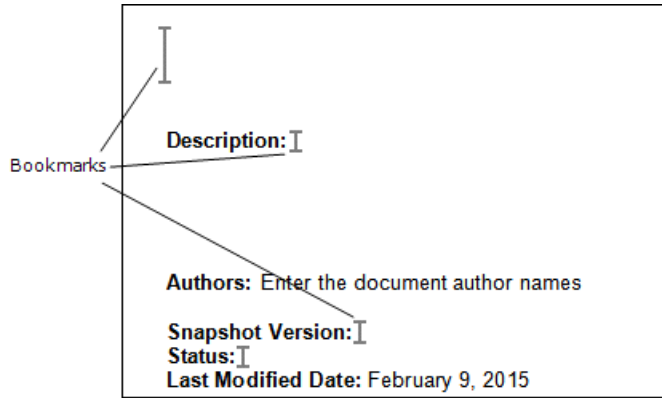 Description:
Bookmarks
Authors: Enter the document author names
Snapshot Version:
Status:
Last Modified Date: February 9, 2015